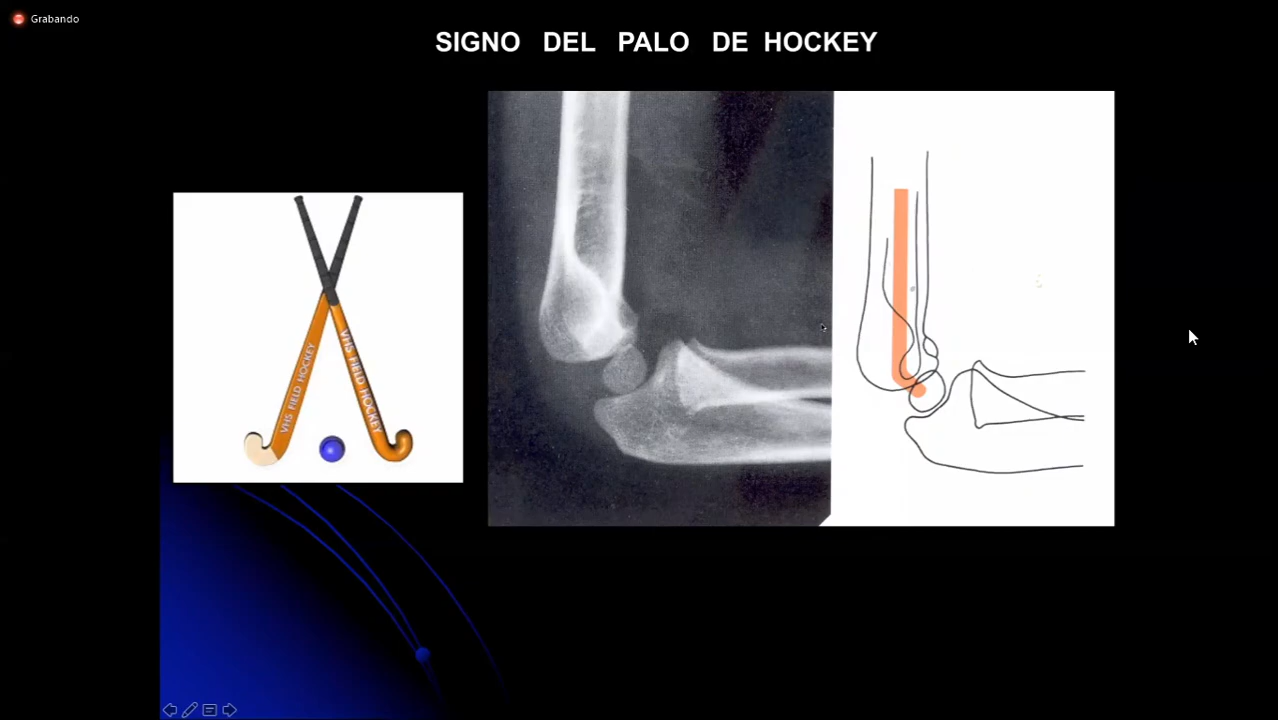 Grabando
SIGNO DEL PALO DE HOCKEY
VHS FIELD HOCKEY
VHS FIELD HOCKEY